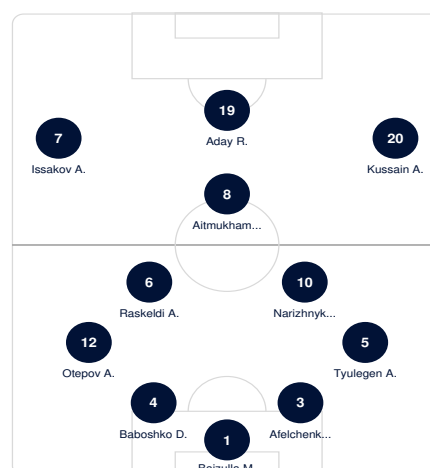 19
7
20
Aday R.
Issakov A.
Kussain A.
8
Aitmukham...
6
10
Raskeldi A.
Narizhnyk...
12
5
Otepov A.
Tyulegen A.
4
3
Baboshko D.
Afelchenk...
1